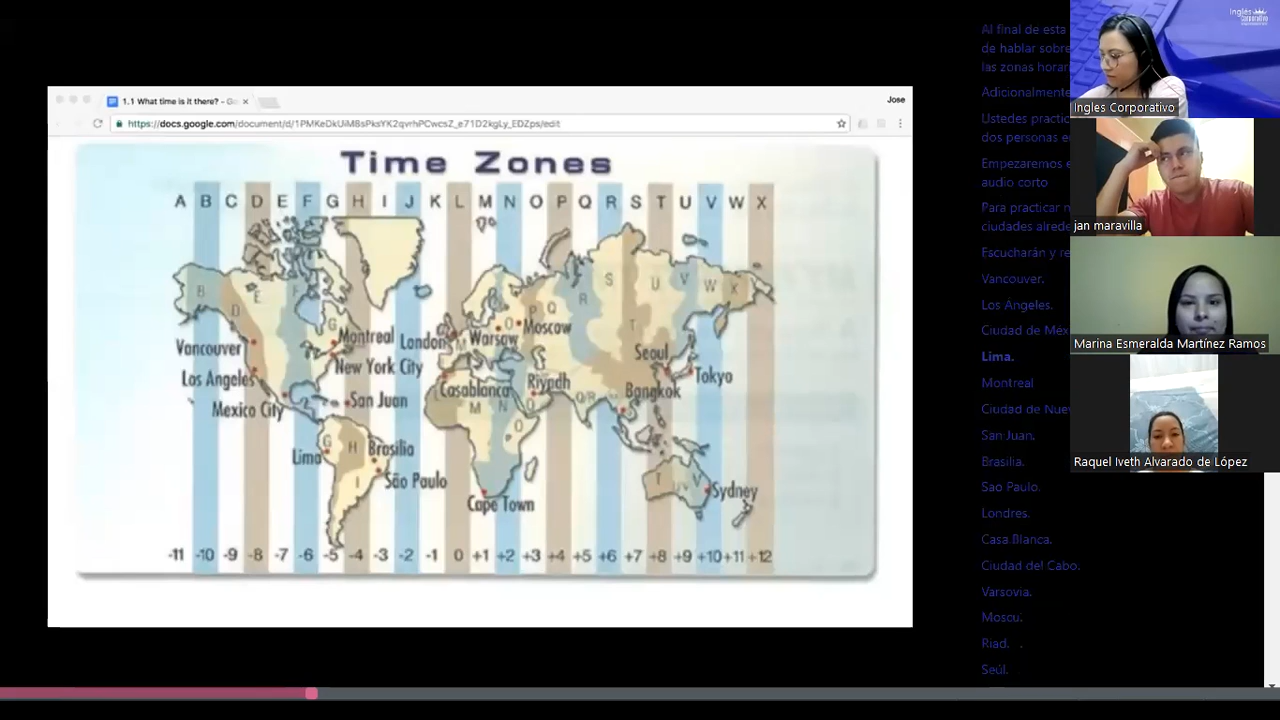 1.1 What time is it there? - G
Jose
https://docs.google.com/document/d/1PMKeDkUiM8sPksYK2qvrhPCwcsZ_e71D2kgLy_EDZps/edit
Time Zones
A B C D E F G H I J K L M N O P Q R S T U V W X
B D E F G
P Q R S T U V W X
O
M
Montreal
London
Warsaw
Moscow
Vancouver
New York City
Seoul
Los Angeles
Casablanca
Riyadh
Bangkok
Tokyo
Mexico City
San Juan
M N O O Q/R
Lima
G H
Brasilia
I
São Paulo
T U V
Cape Town
Sydney
-11 -10 -9 -8 -7 -6 -5 -4 -3 -2 -1 0 +1 +2 +3 +4 +5 +6 +7 +8 +9 +10 +11 +12
Al final de esta
de hablar sobre
las zonas horar
Adicionalmente
Ustedes practic
dos personas e
Empezaremos e
audio corto
Para practicar
ciudades alrede
Escucharán y re
Vancouver.
Los Angeles.
Ciudad de Méx
Lima.
Montreal
Ciudad de Nuev
San Juan.
Brasilia.
Sao Paulo.
Londres.
Casa Blanca.
Ciudad del Cabo.
Varsovia.
Moscu.
Riad. .
Seúl.
Inglés
Corporativo
Ingles Corporativo
jan maravilla
Marina Esmeralda Martínez Ramos
Raquel Iveth Alvarado de López